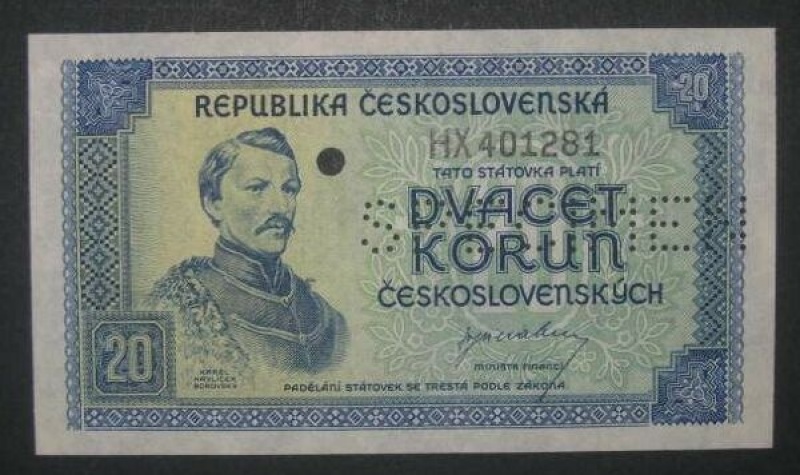 20
REPUBLIKA ČESKOSLOVENSKÁ
HX 401281
TATO STÁTOVKA PLATÍ
DVACET
SPECIMEN
KORUN
ČESKOSLOVENSKÝCH
MINISTR FINANCÍ
20
KAREL
HAVLÍČEK
BOROVSKÝ
PADĚLÁNÍ STÁTOVEK SE TRESTÁ PODLE ZÁKONA